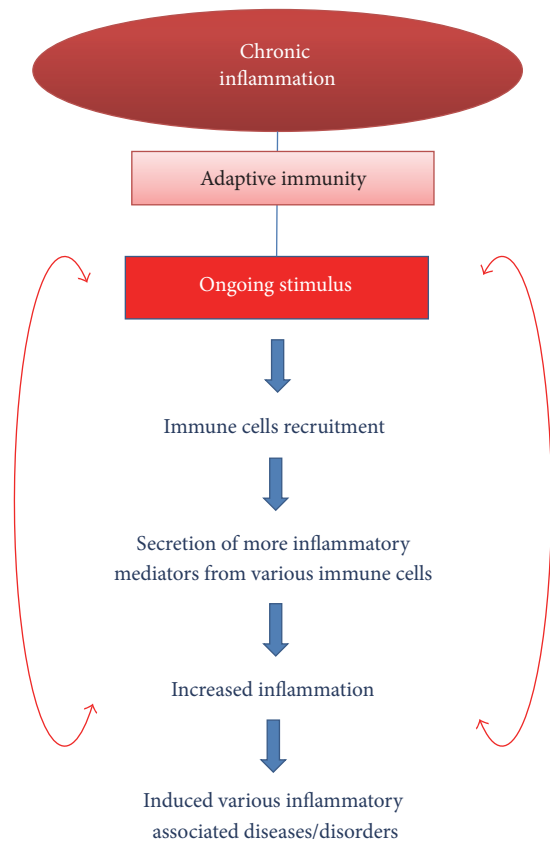 Chronic
inflammation
Adaptive immunity
Ongoing stimulus
Immune cells recruitment
Secretion of more inflammatory
mediators from various immune cells
Increased inflammation
Induced various inflammatory
associated diseases/disorders